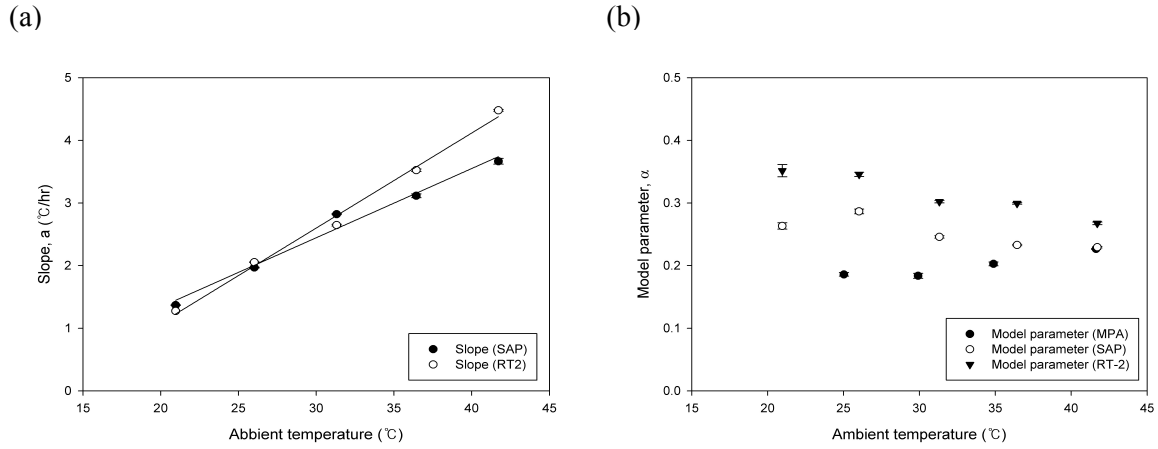 (a)
(b)
5
4
3
2
1
0
Slope, a (℃/hr)
15 20 25 30 35 40 45
Abbient temperature (℃)
Slope (SAP)
Slope (RT2)
0.5
0.4
0.3
0.2
0.1
0.0
Model parameter, α
15 20 25 30 35 40 45
Ambient temperature (℃)
Model parameter (MPA)
Model parameter (SAP)
Model parameter (RT-2)